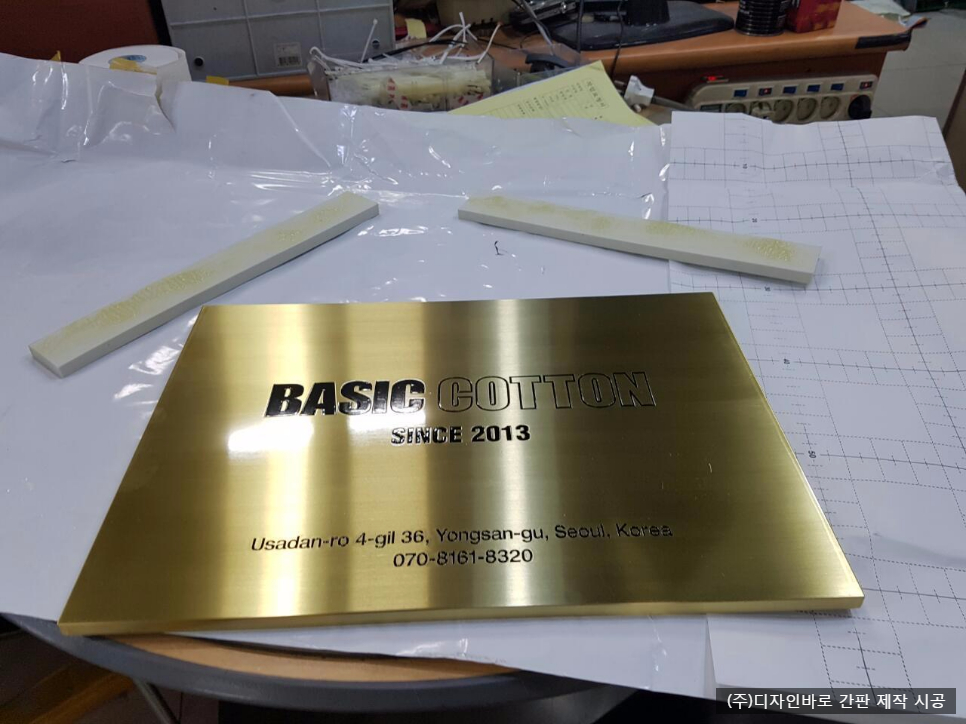 BASIC COTTON
SINCE 2013
Usadan-ro 4-gil 36, Yongsan-gu, Seoul, Korea
070-8161-8320
(주)디자인바로 간판 제작 시공